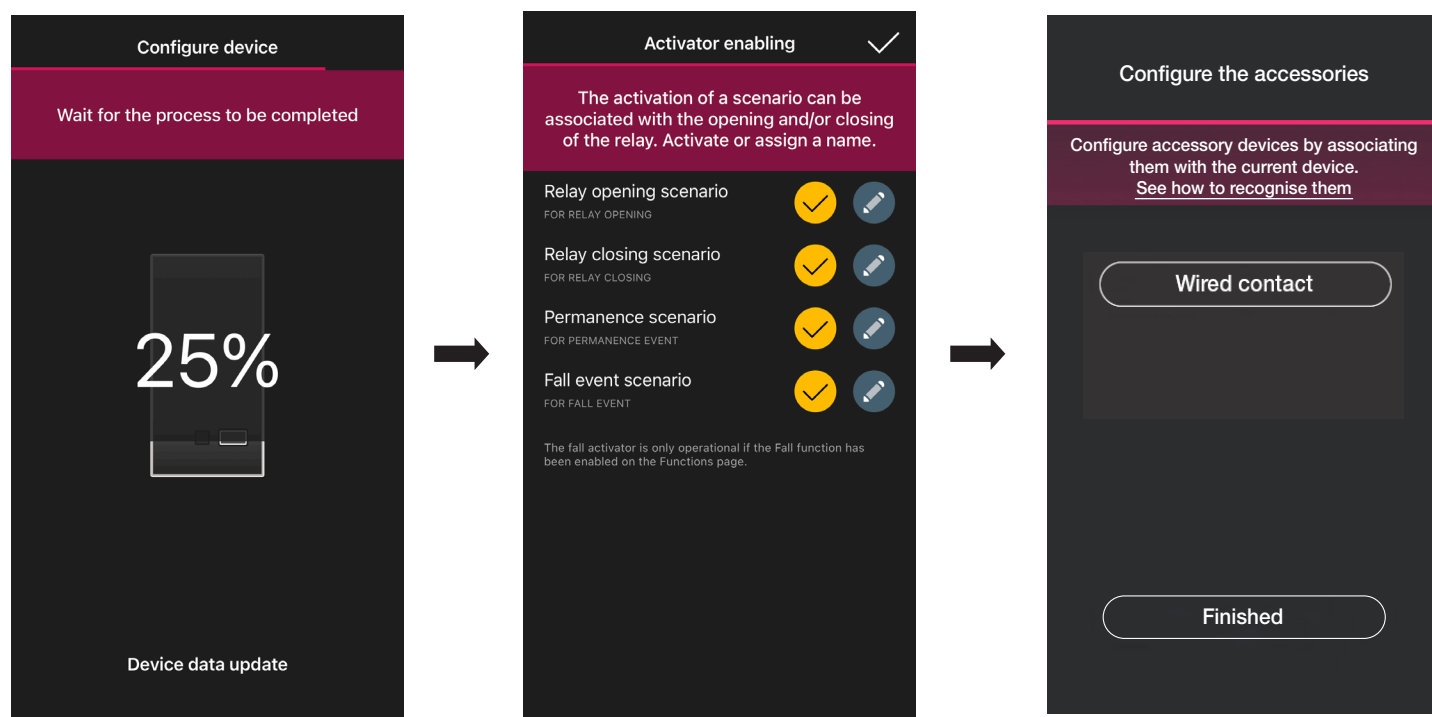 Configure device
Wait for the process to be completed
25%
Device data update
Activator enabling
The activation of a scenario can be
associated with the opening and/or closing
of the relay. Activate or assign a name.
Relay opening scenario
FOR RELAY OPENING
Relay closing scenario
FOR RELAY CLOSING
Permanence scenario
FOR PERMANENCE EVENT
Fall event scenario
FOR FALL EVENT
The fall activator is only operational if the Fall function has
been enabled on the Functions page.
Configure the accessories
Configure accessory devices by associating
them with the current device.
See how to recognise them
Wired contact
Finished